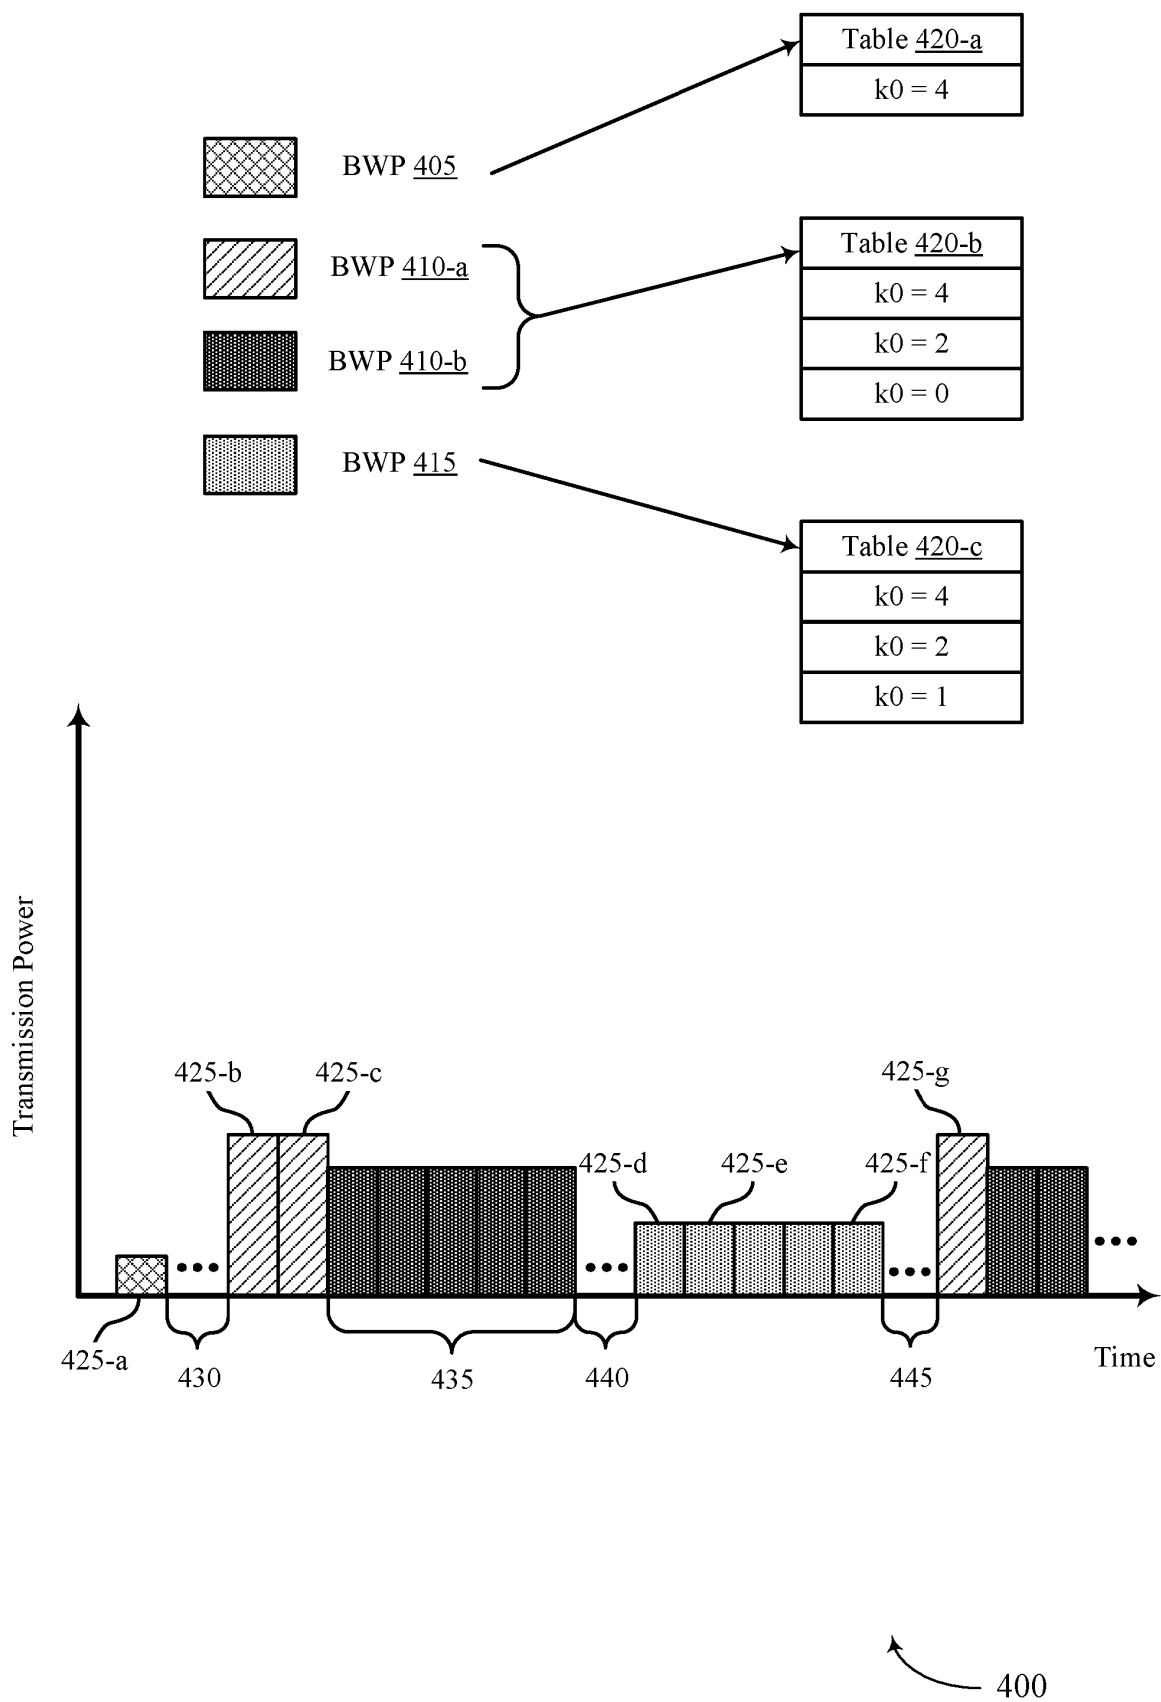 Table 420-a
k0 = 4
BWP 405
BWP 410-a
BWP 410-b
BWP 415
Table 420-b
k0 = 4
k0 = 2
k0 = 0
Table 420-c
k0 = 4
k0 = 2
k0 = 1
Transmission Power
425-b
425-c
425-g
425-d
425-e
425-f
425-a
430
435
440
445
Time
400